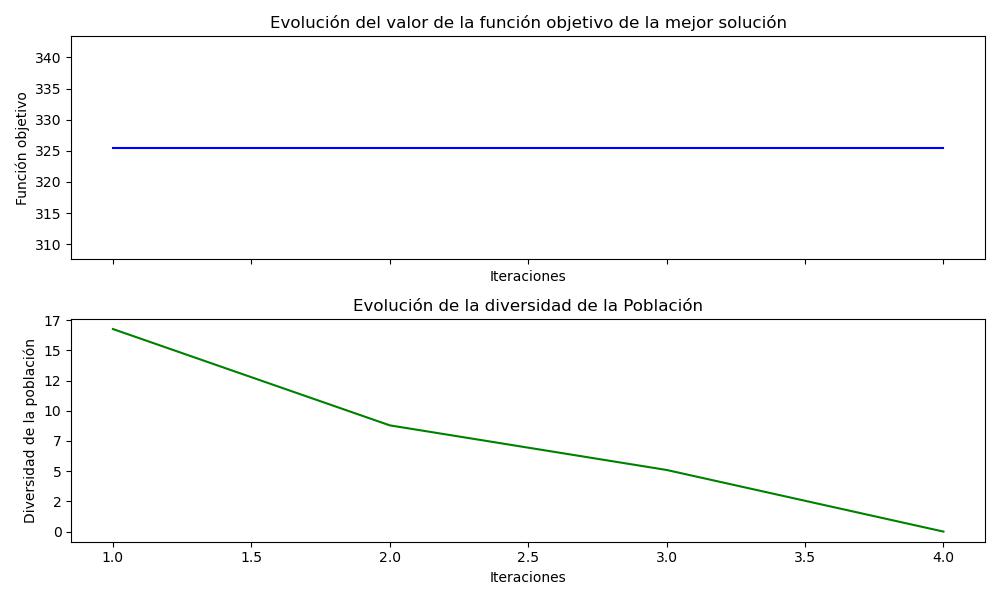 Evolución del valor de la función objetivo de la mejor solución
340
335
330
325
320
315
310
Función objetivo
Iteraciones
Evolución de la diversidad de la Población
17
15
12
10
7
5
2
0
Diversidad de la población
1.0 1.5 2.0 2.5 3.0 3.5 4.0
Iteraciones